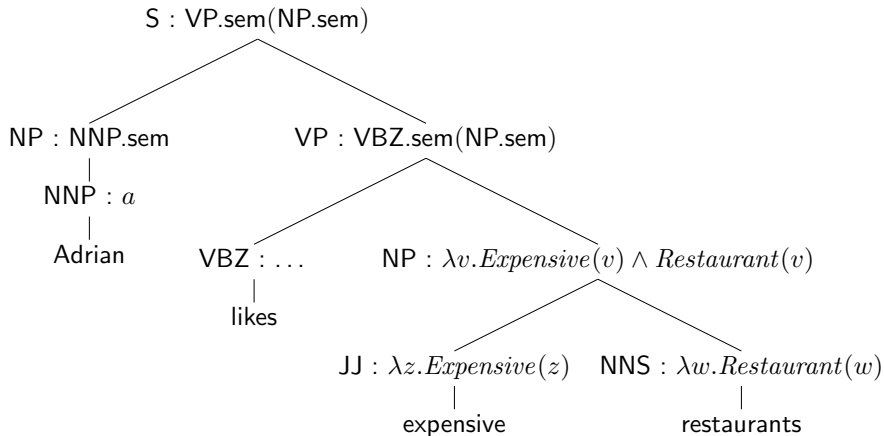 S : VP.sem(NP.sem)
NP : NNP.sem VP : VBZ.sem(NP.sem)
NNP : a
Adrian VBZ : . . . NP : λv.Expensive(v) ∧ Restaurant(v)
likes
JJ : λz.Expensive(z) NNS : λw.Restaurant(w)
expensive restaurants